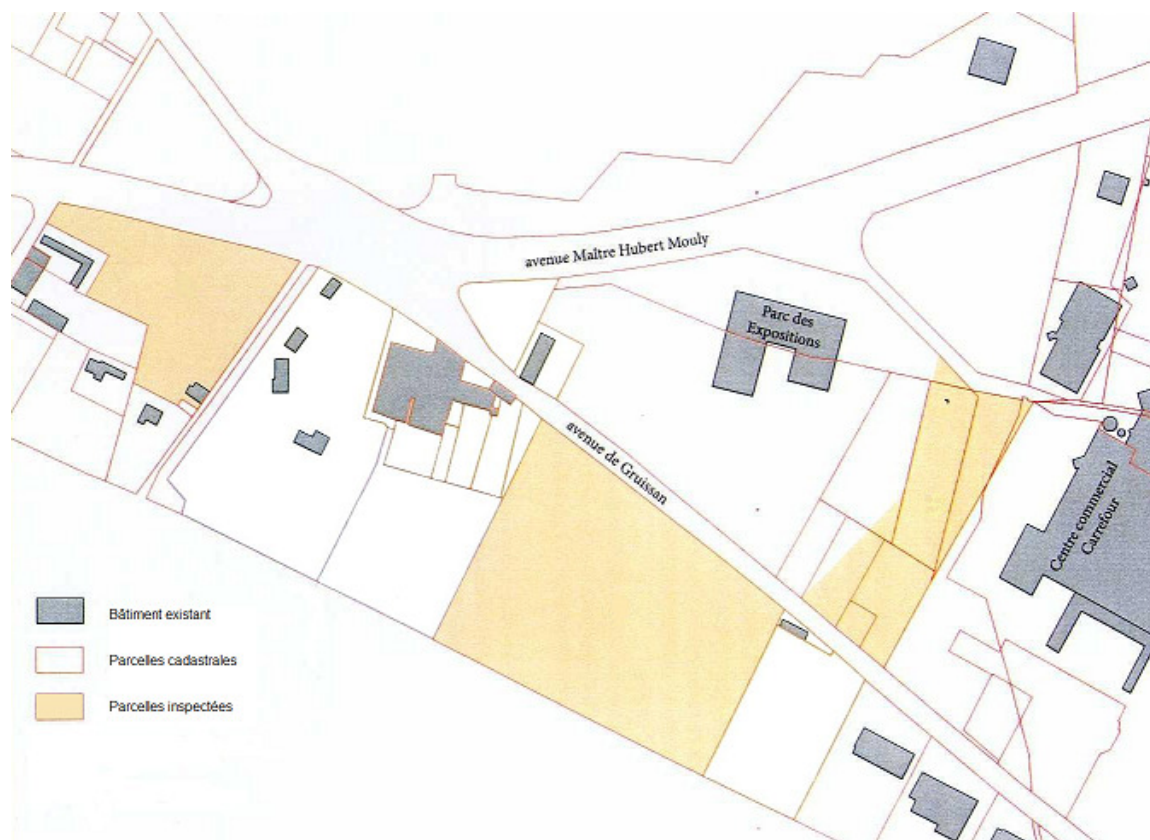 avenue Maître Hubert Mouly
Parc des
Expositions
avenue de Gruissan
Centre commercial
Carrefour
Bâtiment existant
Parcelles cadastrales
Parcelles inspectées